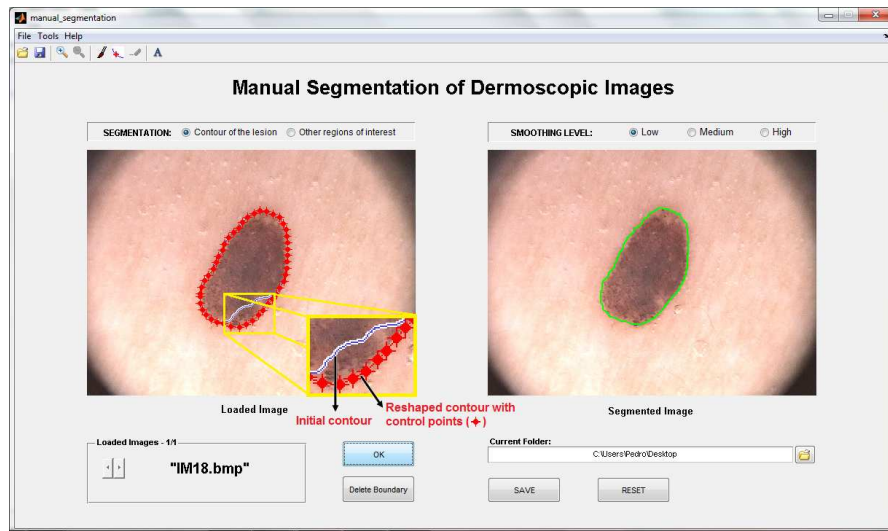 manual_segmentation
File Tools Help
A
Manual Segmentation of Dermoscopic Images
SEGMENTATION: Contour of the lesion Other regions of interest
SMOOTHING LEVEL: Low Medium High
Initial contour
Reshaped contour with
control points ( )
Loaded Image
Segmented Image
Loaded Images - 1/1
"IM18.bmp"
OK
Delete Boundary
Current Folder:
C:\Users\Pedro\Desktop
SAVE
RESET